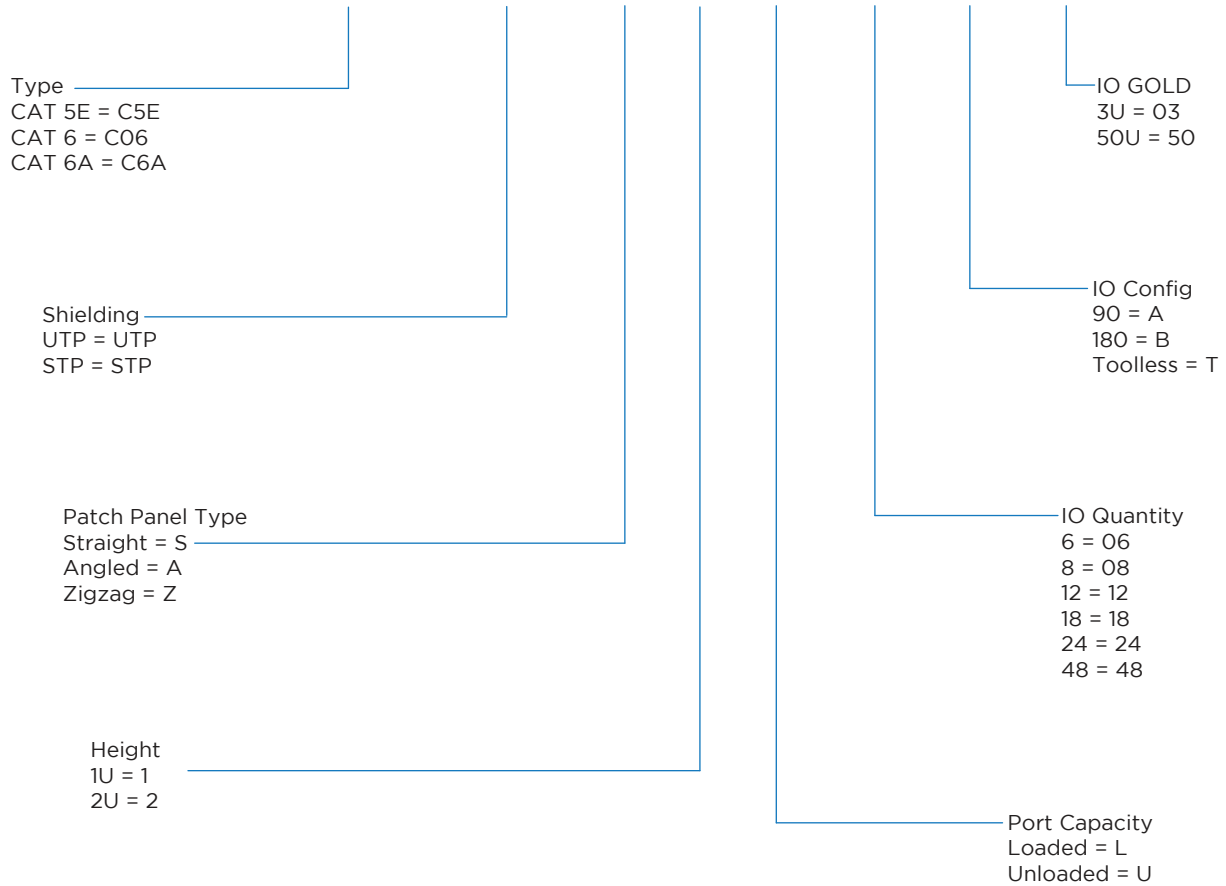 Type
CAT 5E = C5E
CAT 6 = C06
CAT 6A = C6A
IO GOLD
3U = 03
50U = 50
Shielding
UTP = UTP
STP = STP
IO Config
90 = A
180 = B
Toolless = T
Patch Panel Type
Straight = S
Angled = A
Zigzag = Z
IO Quantity
6 = 06
8 = 08
12 = 12
18 = 18
24 = 24
48 = 48
Height
1U = 1
2U = 2
Port Capacity
Loaded = L
Unloaded = U